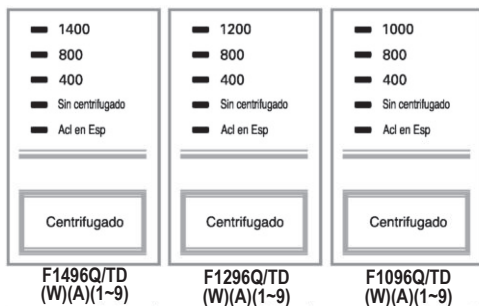 1400
800
400
Sin centrifugado
Acl en Esp
Centrifugado
F1496Q/TD
(W)(A)(1~9)
1200
800
400
Sin centrifugado
Acl en Esp
Centrifugado
F1296Q/TD
(W)(A)(1~9)
1000
800
400
Sin centrifugado
Acl en Esp
Centrifugado
F1096Q/TD
(W)(A)(1~9)